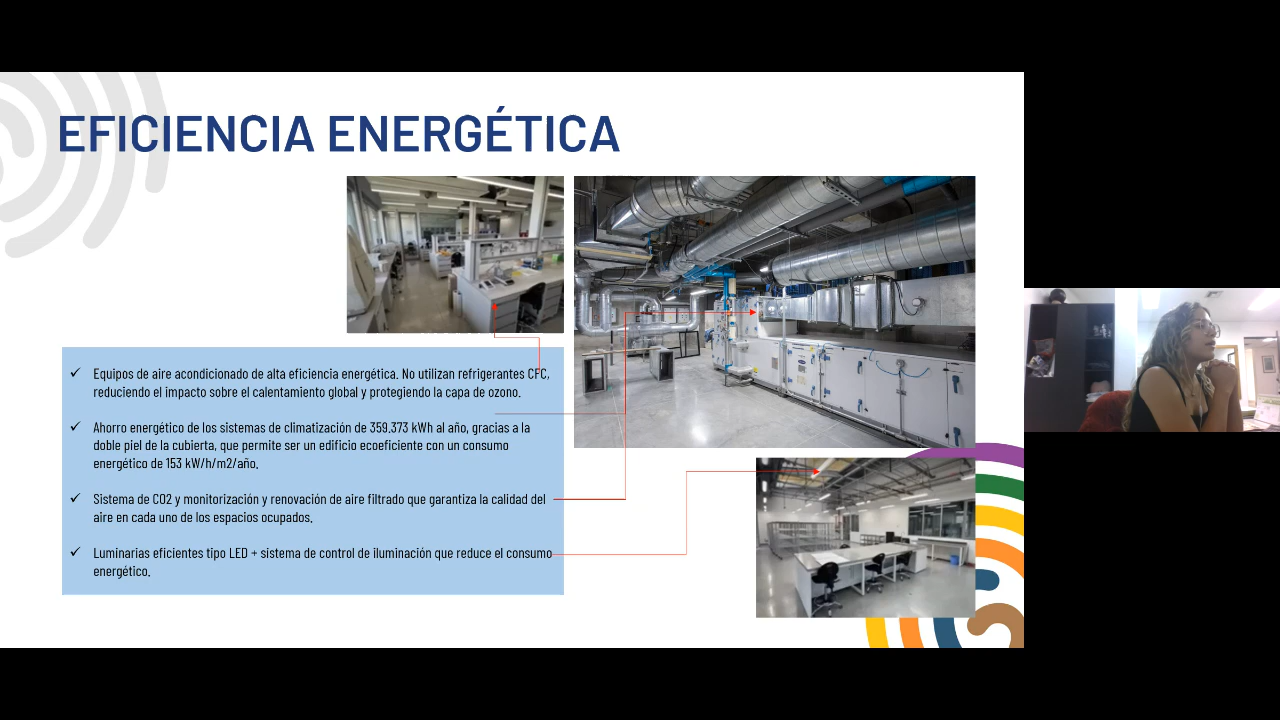 EFICIENCIA ENERGÉTICA
✓ Equipos de aire acondicionado de alta eficiencia energética. No utilizan refrigerantes CFC,
reduciendo el impacto sobre el calentamiento global y protegiendo la capa de ozono.
✓ Ahorro energético de los sistemas de climatización de 359.373 kWh al año, gracias a la
doble piel de la cubierta, que permite ser un edificio ecoeficiente con un consumo
energético de 153 kW/h/m2/año.
✓ Sistema de CO2 y monitorización y renovación de aire filtrado que garantiza la calidad del
aire en cada uno de los espacios ocupados.
✓ Luminarias eficientes tipo LED + sistema de control de iluminación que reduce el consumo
energético.